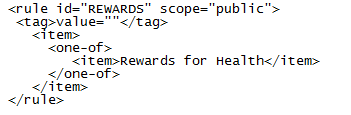 <rule id="REWARDS" scope="public">
<tag>value=""</tag>
<item>
<one-of>
<item>Rewards for Health</item>
</one-of>
</item>
</rule>